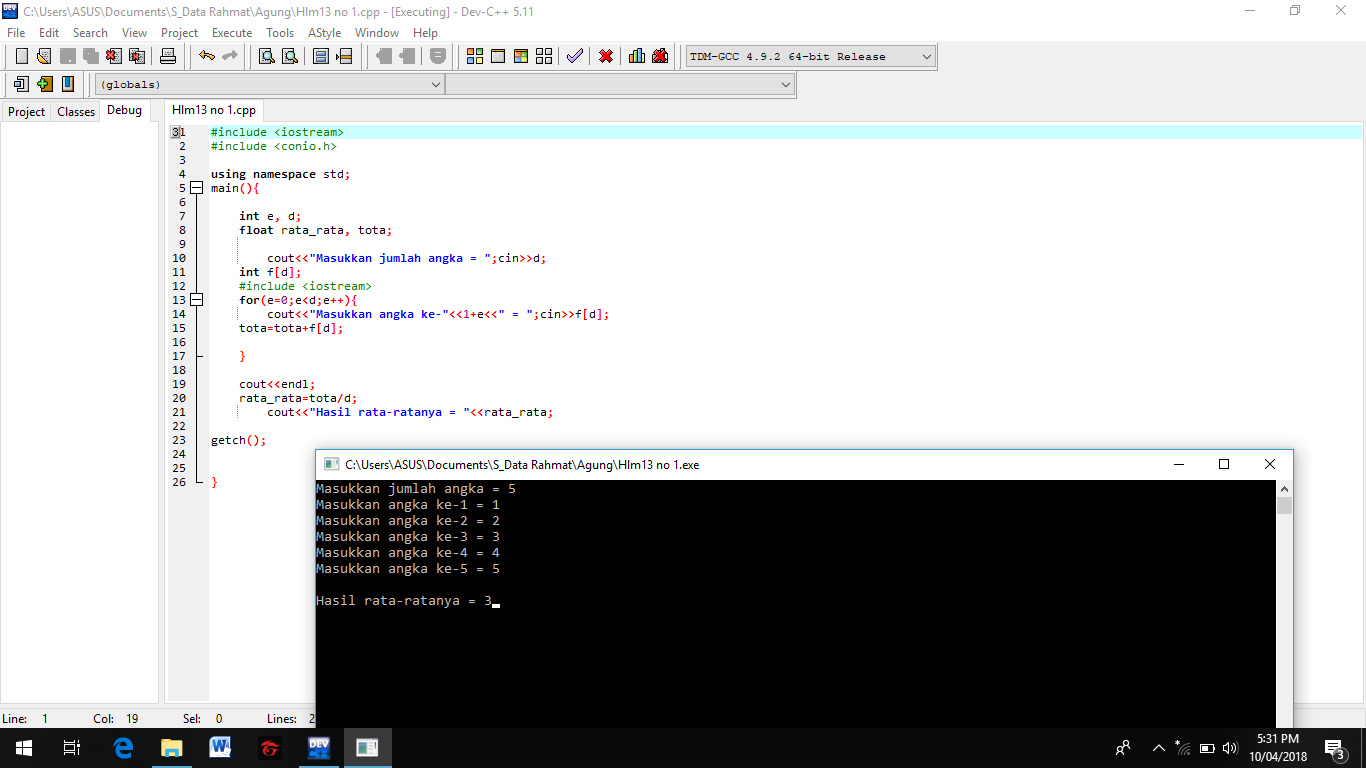 C:\Users\ASUS\Documents\S_Data Rahmat\Agung\Hlm13 no 1.cpp - [Executing] - Dev-C++ 5.11
File Edit Search View Project Execute Tools AStyle Window Help
TDM-GCC 4.9.2 64-bit Release
(globals)
Project Classes Debug
Hlm13 no 1.cpp
31 #include <iostream>
2 #include <conio.h>
3
4 using namespace std;
5 main(){
6
7 int e, d;
8 float rata_rata, tota;
9
10 cout<<"Masukkan jumlah angka = ";cin>>d;
11 int f[d];
12 #include <iostream>
13 for(e=0;e<d;e++){
14 cout<<"Masukkan angka ke-"<<1+e<<" = ";cin>>f[d];
15 tota=tota+f[d];
16
17 }
18
19 cout<<endl;
20 rata_rata=tota/d;
21 cout<<"Hasil rata-ratanya = "<<rata_rata;
22
23 getch();
24
25
26 }
C:\Users\ASUS\Documents\S_Data Rahmat\Agung\Hlm13 no 1.exe
Masukkan jumlah angka = 5
Masukkan angka ke-1 = 1
Masukkan angka ke-2 = 2
Masukkan angka ke-3 = 3
Masukkan angka ke-4 = 4
Masukkan angka ke-5 = 5
Hasil rata-ratanya = 3
Line: 1 Col: 19 Sel: 0 Lines: 2
DEV C++
5:31 PM
10/04/2018
3